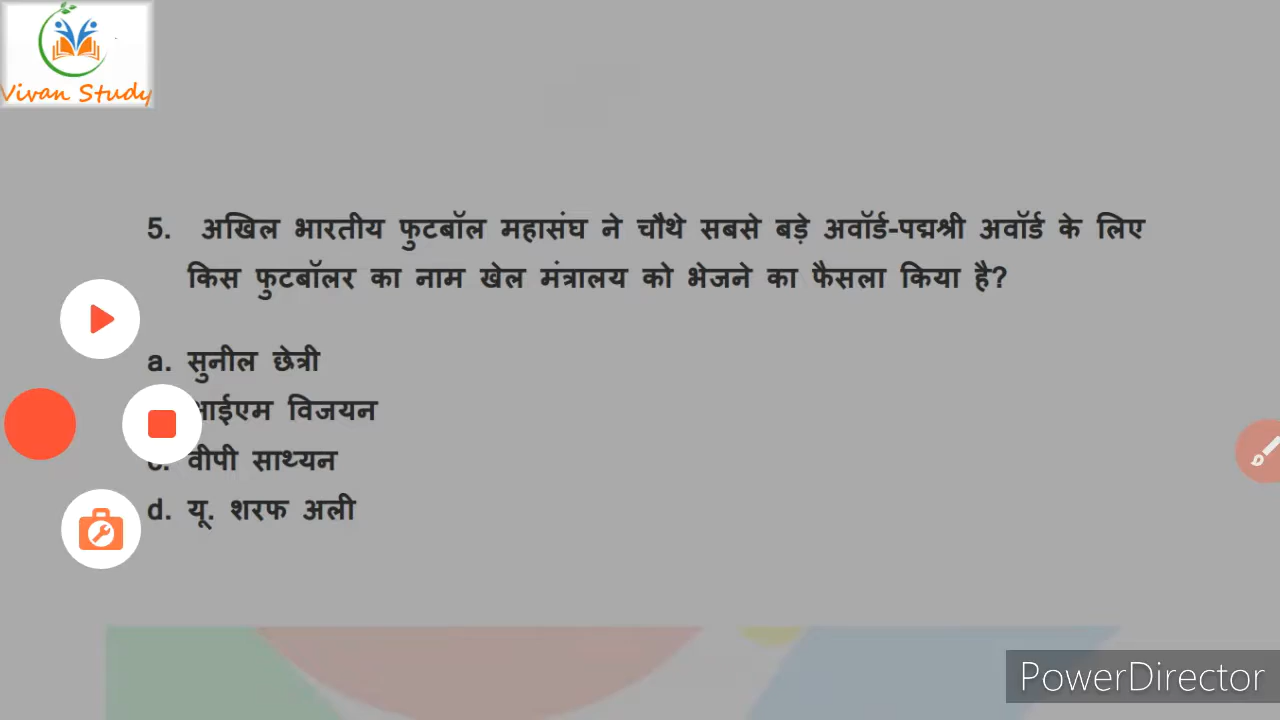 Vivan Study
5. अखिल भारतीय फुटबॉल महासंघ ने चौथे सबसे बड़े अवॉर्ड-पद्मश्री अवॉर्ड के लिए
किस फुटबॉलर का नाम खेल मंत्रालय को भेजने का फैसला किया है?
a. सुनील छेत्री
आईएम विजयन
c. वीपी साथ्यन
d. यू. शरफ अली
PowerDirector